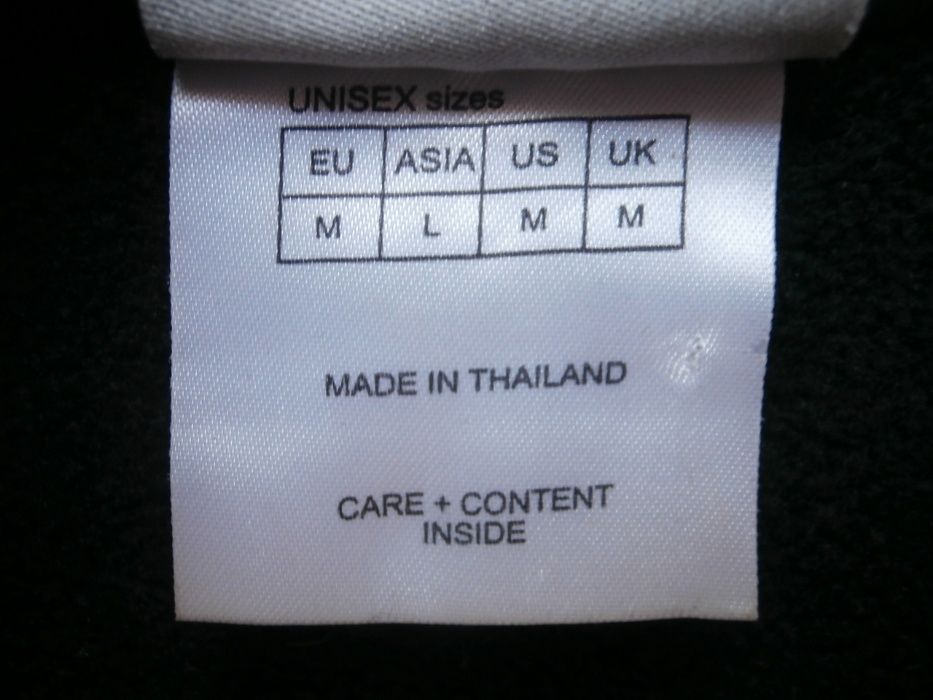 UNISEX sizes
EU ASIA US UK
M L M M
MADE IN THAILAND
CARE + CONTENT
INSIDE